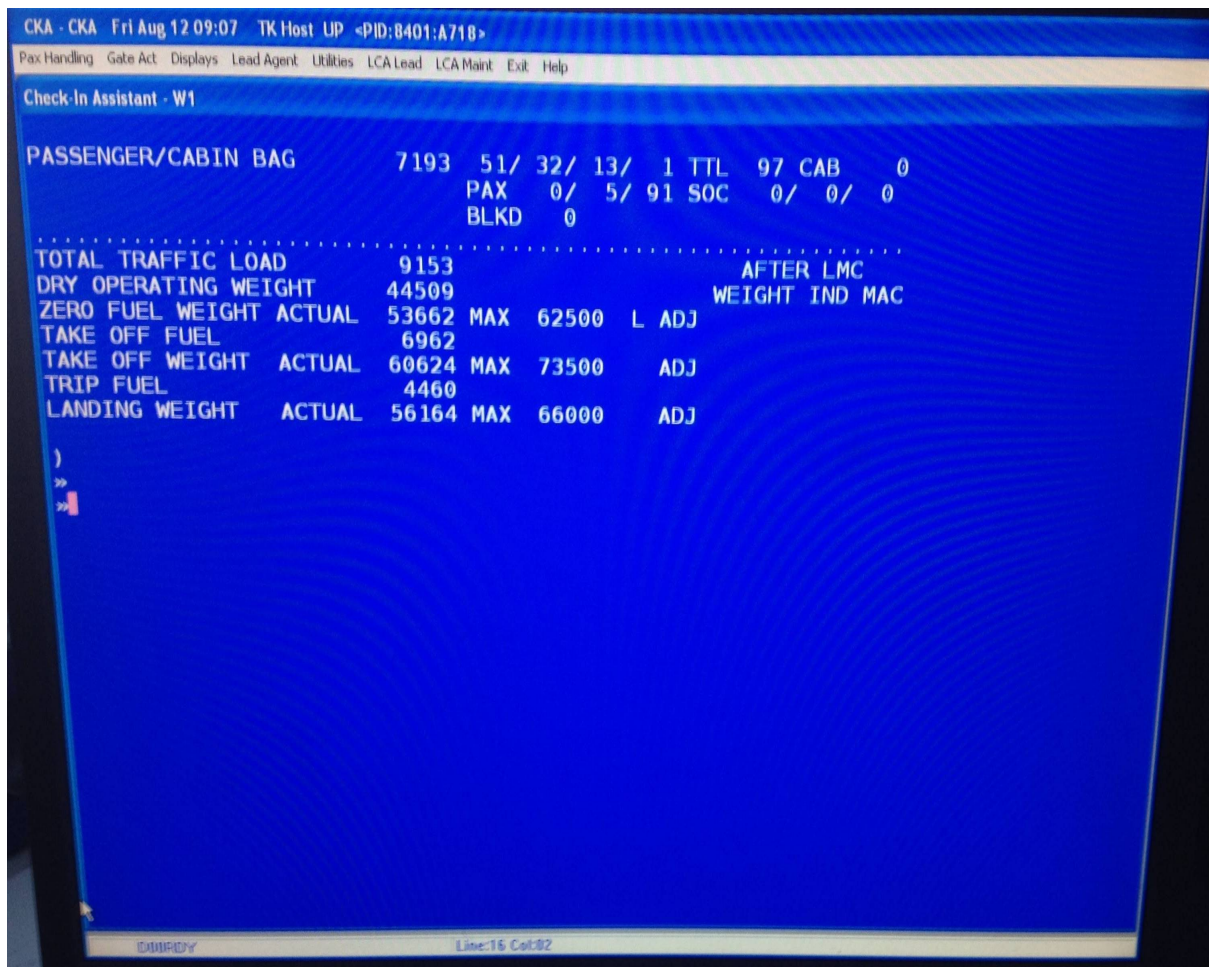 CKA - CKA Fri Aug 12 09:07 TK Host UP <PID:8401:A718>
Pax Handling Gate Act Displays Lead Agent Utilities LCA Lead LCA Maint Exit Help
Check-In Assistant - W1
PASSENGER/CABIN BAG 7193 51/ 32/ 13/ 1 TTL 97 CAB 0
PAX 0/ 5/ 91 SOC 0/ 0/ 0
BLKD 0
..............................................................
TOTAL TRAFFIC LOAD 9153 AFTER LMC
DRY OPERATING WEIGHT 44509 WEIGHT IND MAC
ZERO FUEL WEIGHT ACTUAL 53662 MAX 62500 L ADJ
TAKE OFF FUEL 6962
TAKE OFF WEIGHT ACTUAL 60624 MAX 73500 ADJ
TRIP FUEL 4460
LANDING WEIGHT ACTUAL 56164 MAX 66000 ADJ
)
»
»
Line:16 Col:02